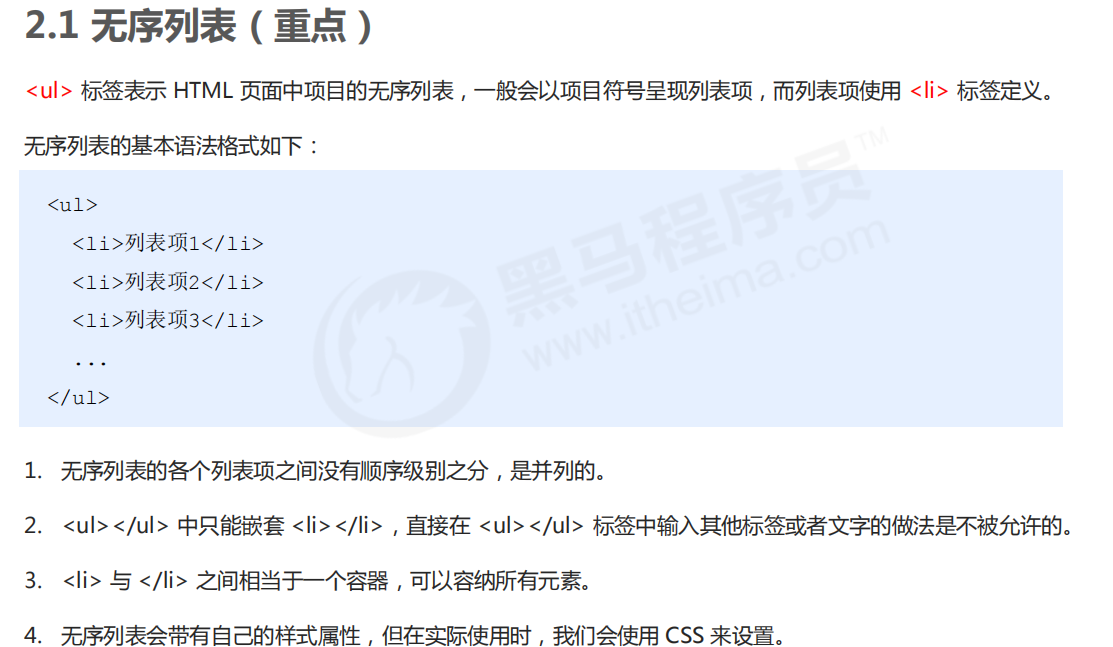 2.1 无序列表（重点）
<ul> 标签表示 HTML 页面中项目的无序列表，一般会以项目符号呈现列表项，而列表项使用 <li> 标签定义。
无序列表的基本语法格式如下：
<ul>
<li>列表项1</li>
<li>列表项2</li>
<li>列表项3</li>
...
</ul>
黑马程序员™
www.itheima.com
1. 无序列表的各个列表项之间没有顺序级别之分，是并列的。
2. <ul></ul> 中只能嵌套 <li></li>，直接在 <ul></ul> 标签中输入其他标签或者文字的做法是不被允许的。
3. <li> 与 </li> 之间相当于一个容器，可以容纳所有元素。
4. 无序列表会带有自己的样式属性，但在实际使用时，我们会使用 CSS 来设置。